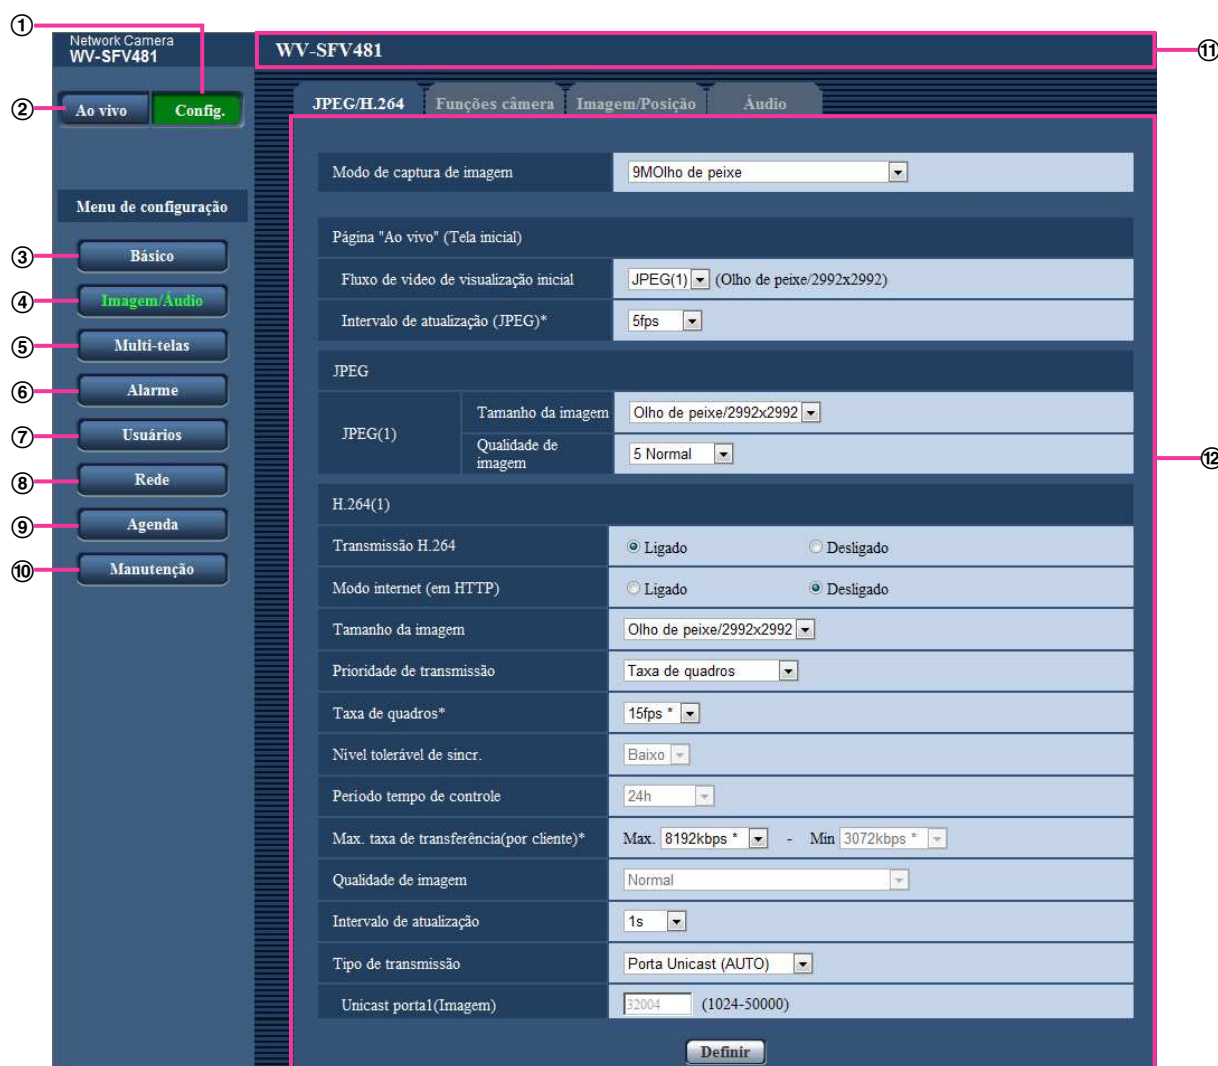 ①
Network Camera
WV-SFV481
WV-SFV481
⑪
②
Ao vivo
Config.
JPEG/H.264
Funções câmera
Imagem/Posição
Áudio
Modo de captura de imagem
9MOlho de peixe
Menu de configuração
Página "Ao vivo" (Tela inicial)
③
Básico
Fluxo de vídeo de visualização inicial
JPEG(1)
(Olho de peixe/2992x2992)
④
Imagem/Áudio
Intervalo de atualização (JPEG)*
5fps
⑤
Multi-telas
JPEG
⑥
Alarme
JPEG(1)
Tamanho da imagem
Olho de peixe/2992x2992
⑦
Usuários
Qualidade de
imagem
5 Normal
⑫
⑧
Rede
H.264(1)
⑨
Agenda
Transmissão H.264
Ligado
Desligado
⑩
Manutenção
Modo internet (em HTTP)
Ligado
Desligado
Tamanho da imagem
Olho de peixe/2992x2992
Prioridade de transmissão
Taxa de quadros
Taxa de quadros*
15fps *
Nível tolerável de sincr.
Baixo
Período tempo de controle
24h
Max. taxa de transferência(por cliente)*
Max. 8192kbps * - Min 3072kbps *
Qualidade de imagem
Normal
Intervalo de atualização
1s
Tipo de transmissão
Porta Unicast (AUTO)
Unicast porta1(Imagem)
32004
(1024-50000)
Definir